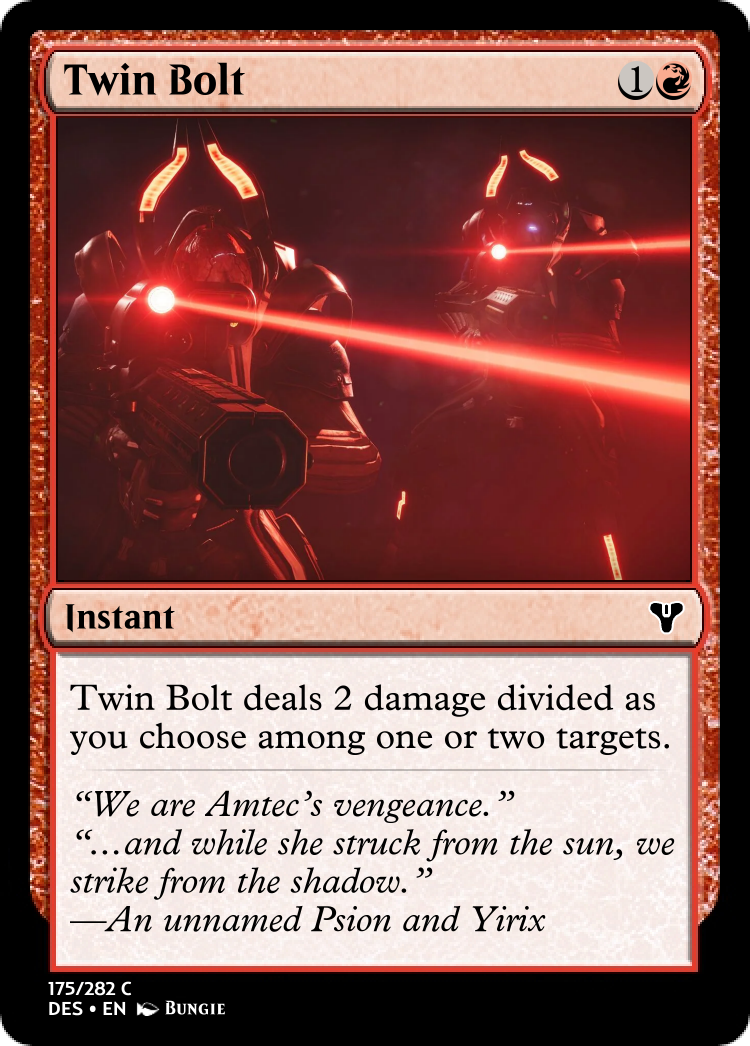 Twin Bolt
1
Instant
Twin Bolt deals 2 damage divided as
you choose among one or two targets.
“We are Amtec’s vengeance.”
“…and while she struck from the sun, we
strike from the shadow.”
—An unnamed Psion and Yirix
175/282 C
DES • EN Bungie